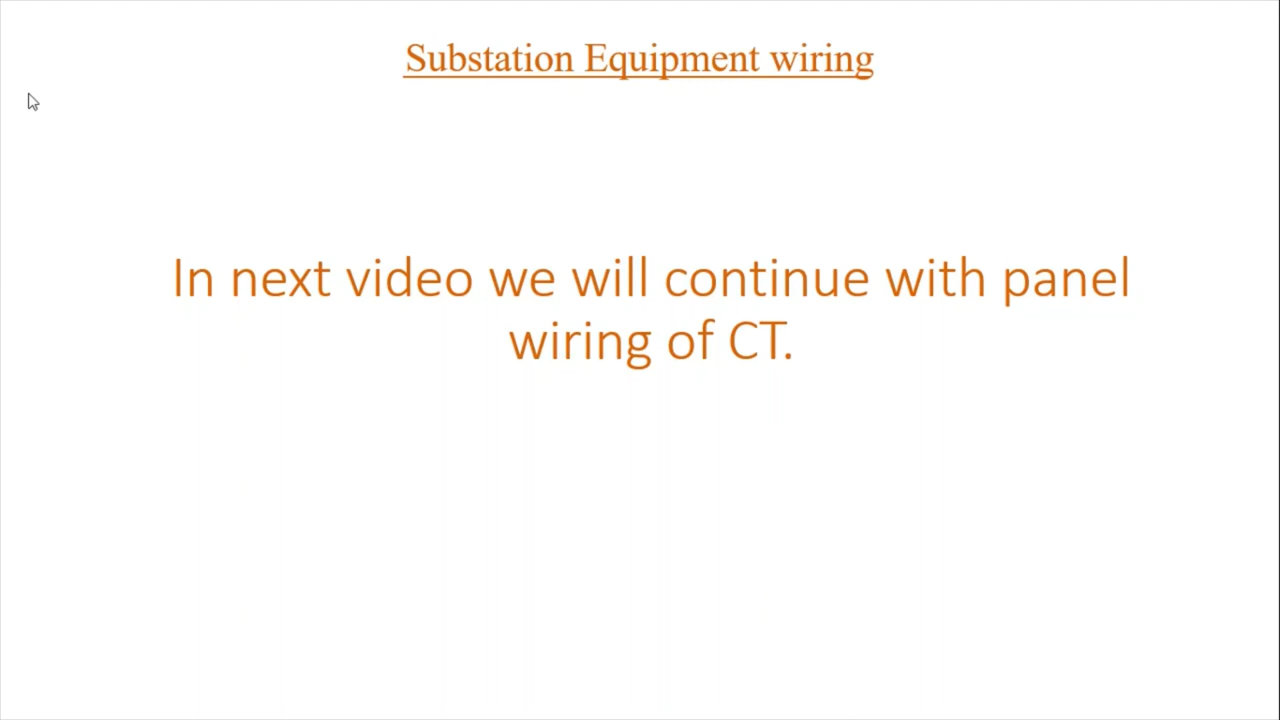 Substation Equipment wiring
In next video we will continue with panel
wiring of CT.